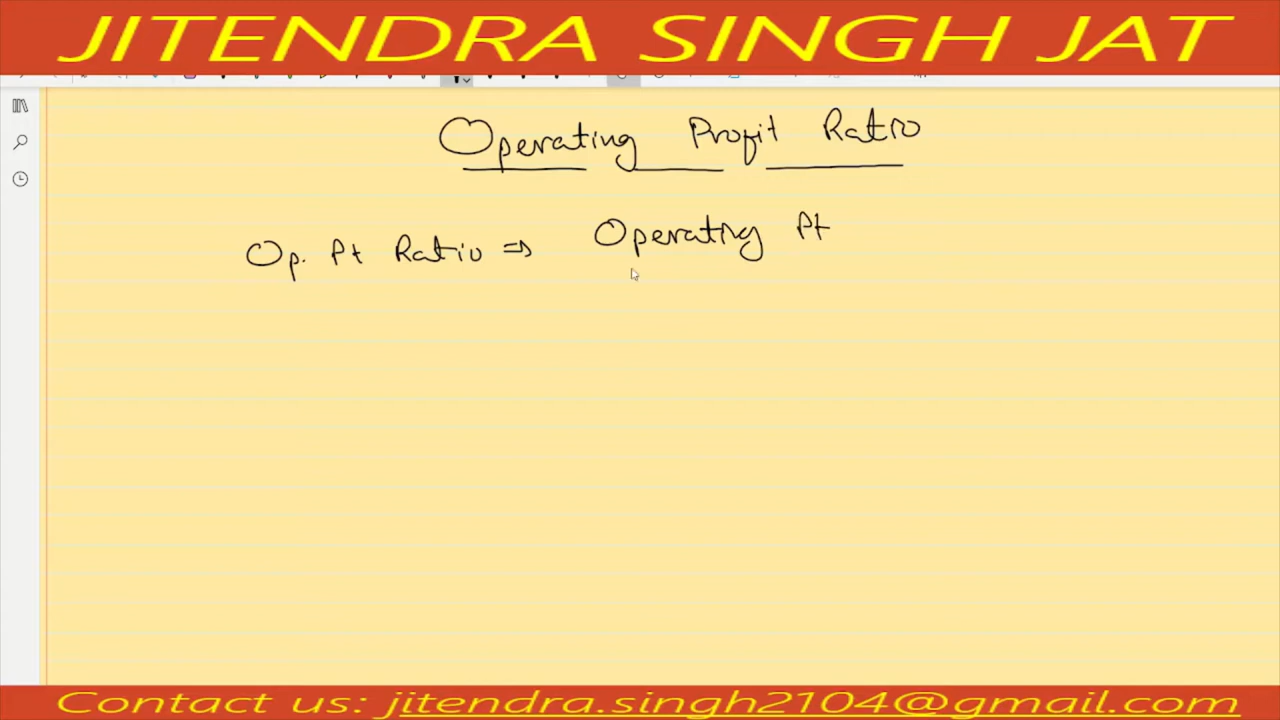 JITENDRA SINGH JAT
Operating Profit Ratio
Op. Pt Ratio ⇒ Operating Pt
Contact us: jitendra.singh2104@gmail.com